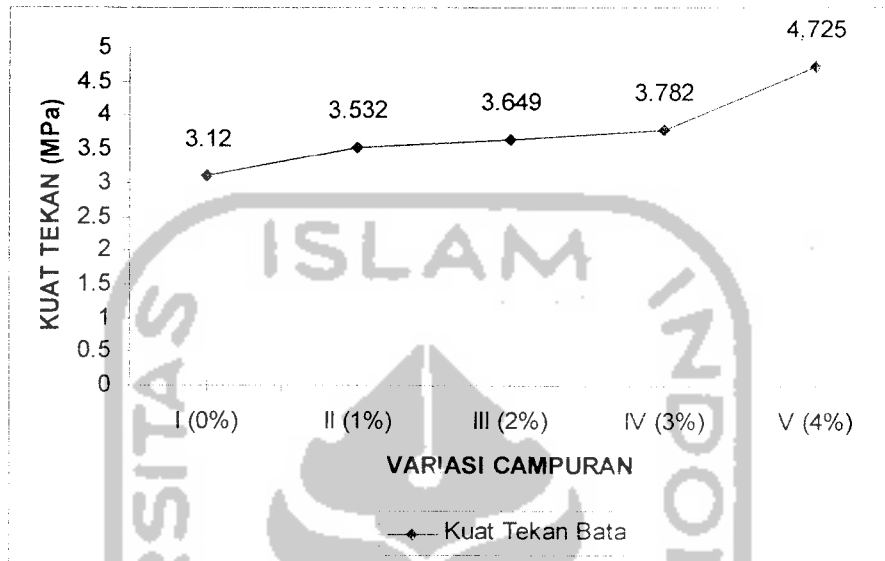 KUAT TEKAN (MPa)
5
4.5
4
3.5
3
2.5
2
1.5
1
0.5
0
3.12
3.532
3.649
3.782
4.725
I (0%)
II (1%)
III (2%)
IV (3%)
V (4%)
VARIASI CAMPURAN
Kuat Tekan Bata
ISLAM